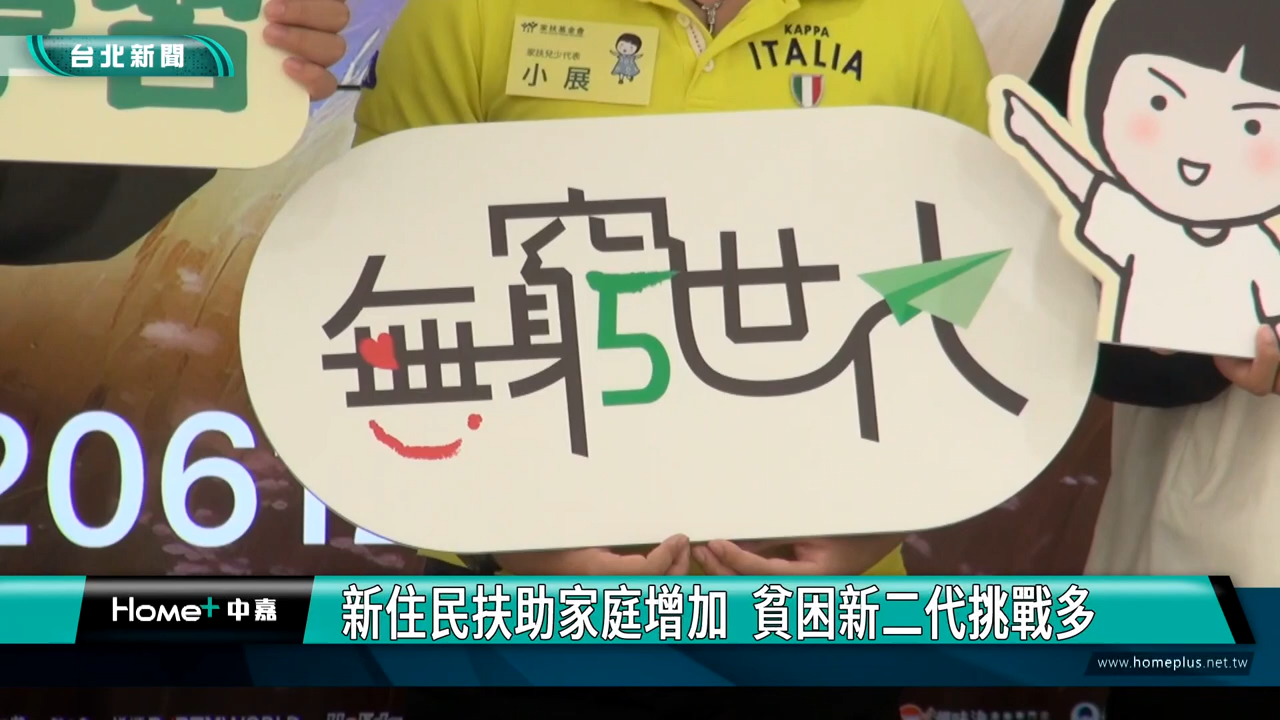 台北新聞
家扶基金會
家扶兒少代表
小展
KAPPA
ITALIA
無窮世代
2061
Home+中嘉
新住民扶助家庭增加 貧困新二代挑戰多
www.homeplus.net.tw